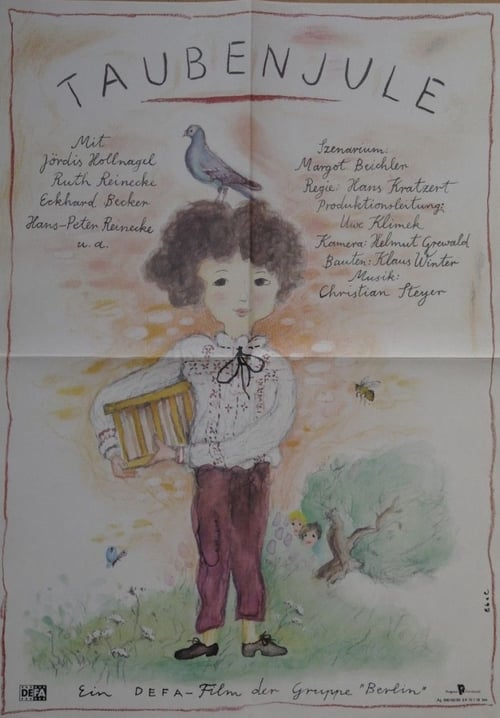 TAUBENJULE
Mit
Jördis Hollnagel
Ruth Reinecke
Eckhard Becker
Hans-Peter Reinecke
u. a.
Szenarium:
Margot Beichler
Regie: Hans Kratzert
Produktionsleitung:
Uwe Klimek
Kamera: Helmut Grewald
Bauten: Klaus Winter
Musik:
Christian Steyer
DEFA
Ein DEFA-Film der Gruppe "Berlin"